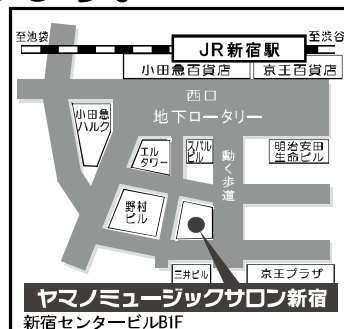 至池袋
至渋谷
JR新宿駅
小田急百貨店
京王百貨店
西口
地下ロータリー
小田急
ハルク
エル
タワー
スバル
ビル
動く歩道
明治安田
生命ビル
野村
ビル
三井ビル
京王プラザ
ヤマノミュージックサロン新宿
新宿センタービルB1F